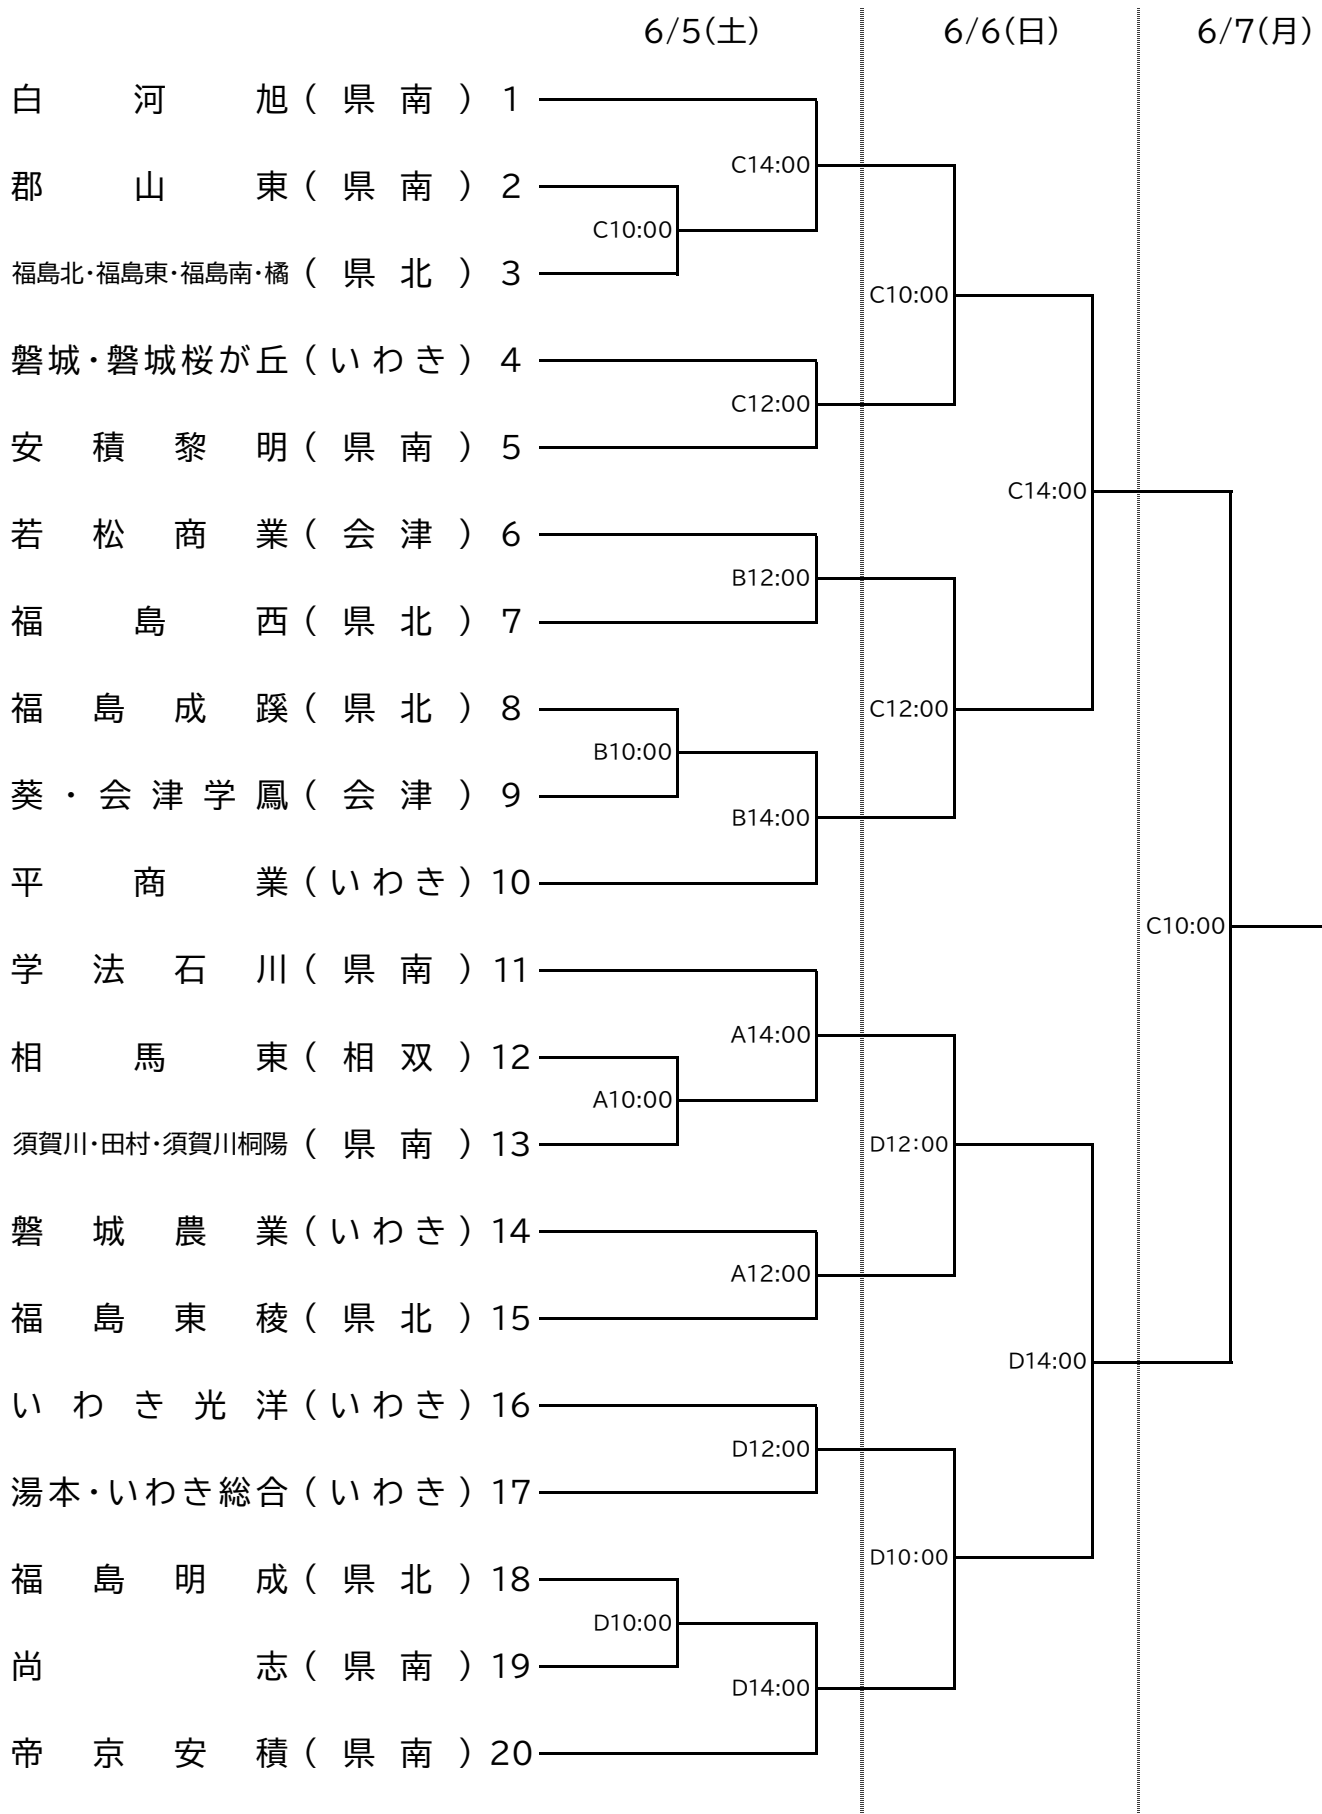 6/5(土) 6/6(日) 6/7(月)
白河旭(県南) 1
C14:00
郡山東(県南) 2
C10:00
福島北・福島東・福島南・橘(県北) 3
C10:00
磐城・磐城桜が丘(いわき) 4
C12:00
安積黎明(県南) 5
C14:00
若松商業(会津) 6
B12:00
福島西(県北) 7
福島成蹊(県北) 8
C12:00
B10:00
葵・会津学鳳(会津) 9
B14:00
平商業(いわき) 10
C10:00
学法石川(県南) 11
A14:00
相馬東(相双) 12
A10:00
須賀川・田村・須賀川桐陽(県南) 13
D12:00
磐城農業(いわき) 14
A12:00
福島東稜(県北) 15
D14:00
いわき光洋(いわき) 16
D12:00
湯本・いわき総合(いわき) 17
D10:00
福島明成(県北) 18
D10:00
尚志(県南) 19
D14:00
帝京安積(県南) 20